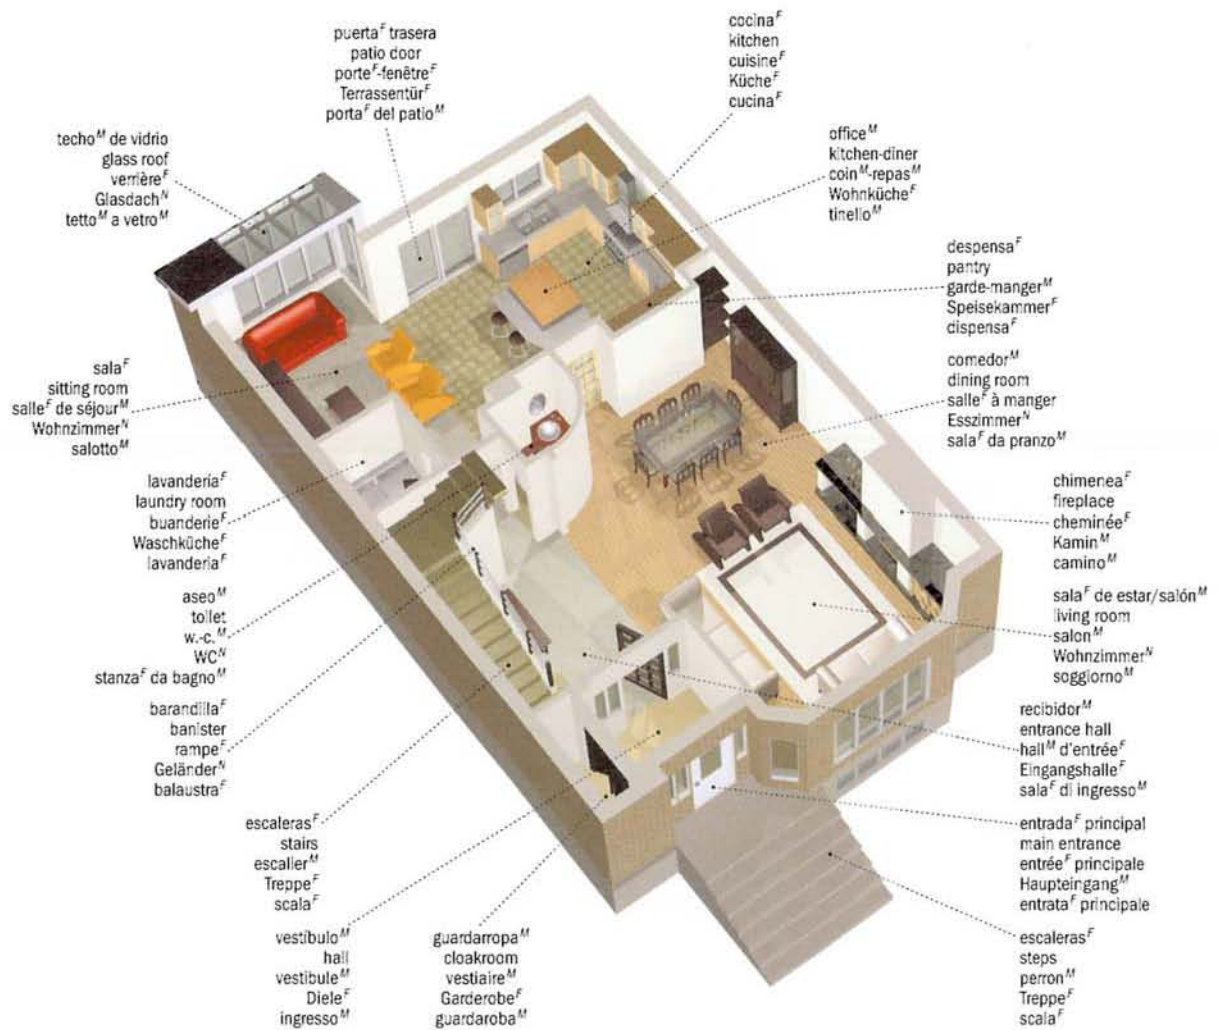 puerta^F trasera
patio door
porte^F-fenêtre^F
Terrassentür^F
porta^F del patio^M
cocina^F
kitchen
cuisine^F
Küche^F
cucina^F
techo^M de vidrio
glass roof
verrière^F
Glasdach^N
tetto^M a vetro^M
office^M
kitchen-diner
coin^M-repas^M
Wohnküche^F
tinello^M
despensa^F
pantry
garde-manger^M
Speisekammer^F
dispensa^F
sala^F
sitting room
salle^F de séjour^M
Wohnzimmer^N
salotto^M
comedor^M
dining room
salle^F à manger
Esszimmer^N
sala^F da pranzo^M
lavandería^F
laundry room
buanderie^F
Waschküche^F
lavanderia^F
chimenea^F
fireplace
cheminée^F
Kamin^M
camino^M
aseo^M
toilet
w.-c.^M
WC^N
stanza^F da bagno^M
sala^F de estar/salón^M
living room
salon^M
Wohnzimmer^N
soggiorno^M
barandilla^F
banister
rampe^F
Geländer^N
balaustra^F
recibidor^M
entrance hall
hall^M d'entrée^F
Eingangshalle^F
sala^F di ingresso^M
escaleras^F
stairs
escalier^M
Treppe^F
scala^F
entrada^F principal
main entrance
entrée^F principale
Haupteingang^M
entrata^F principale
vestíbulo^M
hall
vestibule^M
Diele^F
ingresso^M
guardarropa^M
cloakroom
vestiaire^M
Garderobe^F
guardaroba^M
escaleras^F
steps
perron^M
Treppe^F
scala^F